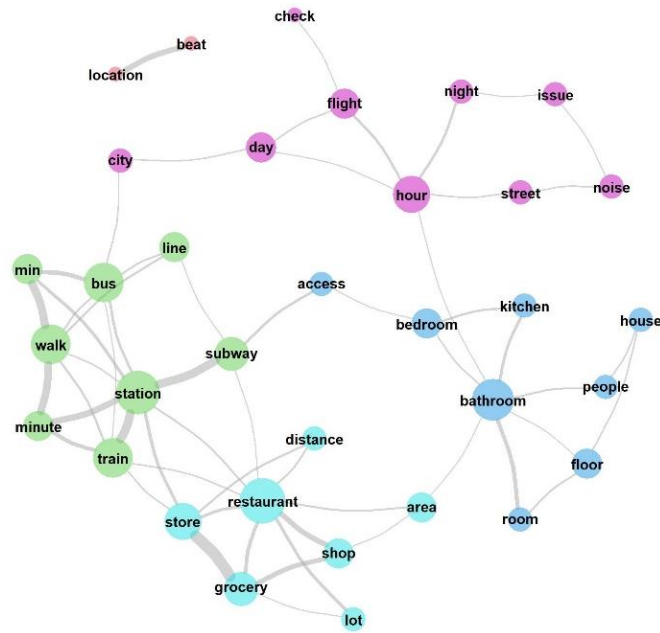 check
beat
location
night
issue
flight
day
city
hour
street
noise
line
min
bus
access
kitchen
house
bedroom
walk
subway
people
station
bathroom
minute
distance
train
floor
restaurant
area
store
room
shop
grocery
lot